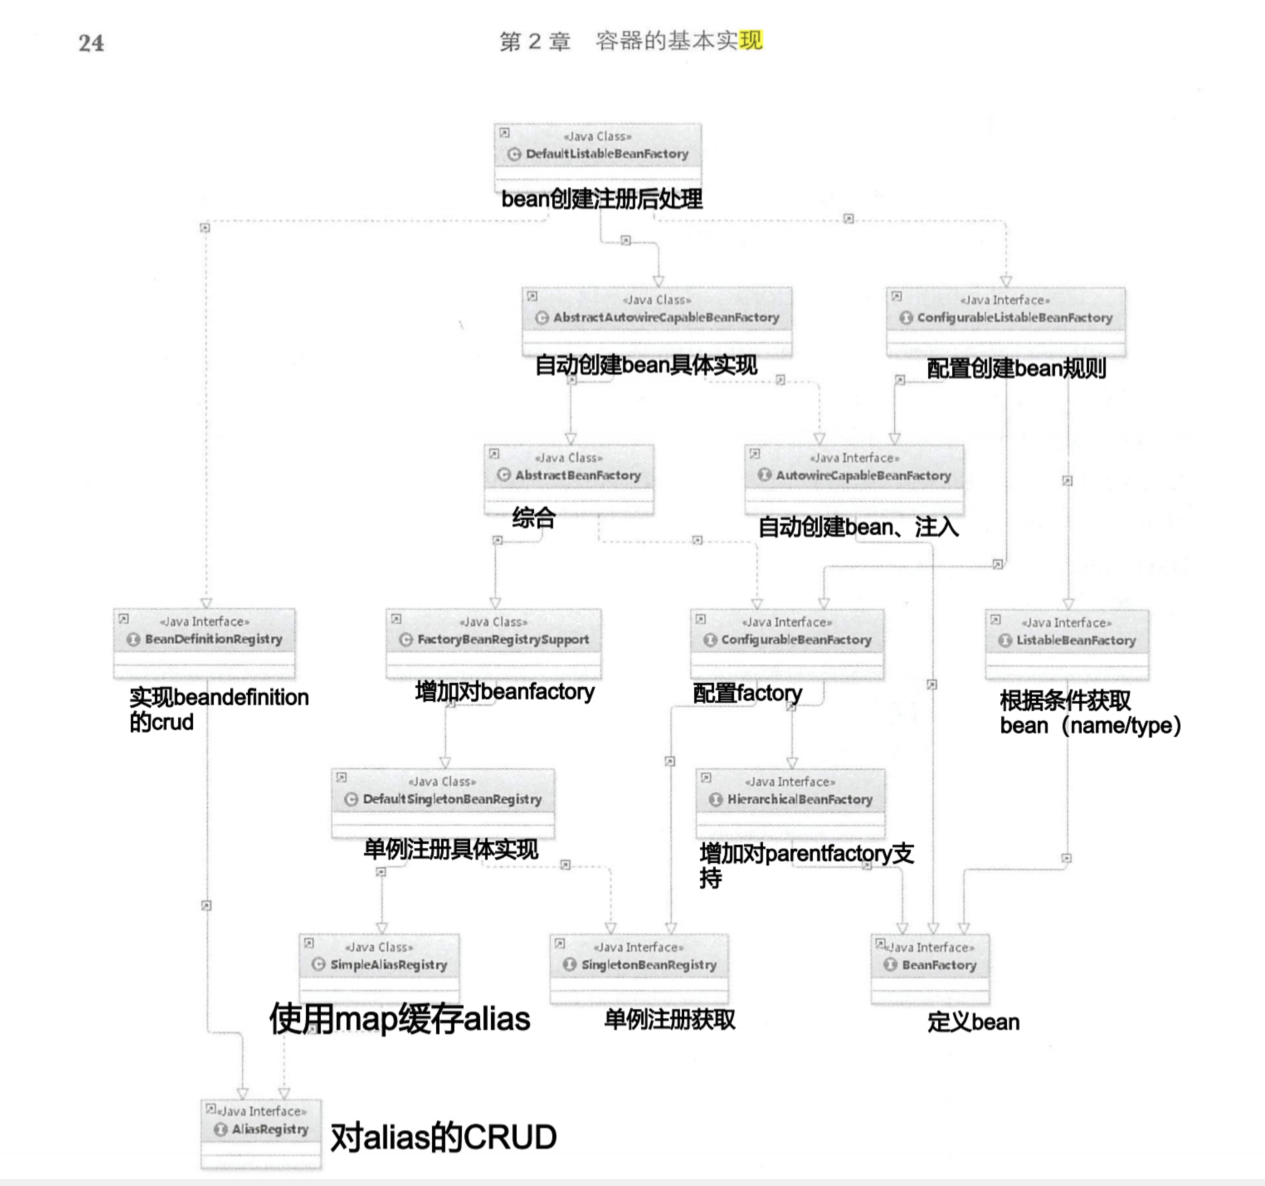 24
第 2 章 容器的基本实现
«Java Class»
DefaultListableBeanFactory
bean创建注册后处理
«Java Class»
AbstractAutowireCapableBeanFactory
自动创建bean具体实现
«Java Interface»
ConfigurableListableBeanFactory
配置创建bean规则
«Java Class»
AbstractBeanFactory
综合
«Java Interface»
AutowireCapableBeanFactory
自动创建bean、注入
«Java Interface»
BeanDefinitionRegistry
实现beandefinition
的crud
«Java Class»
FactoryBeanRegistrySupport
增加对beanfactory
«Java Interface»
ConfigurableBeanFactory
配置factory
«Java Interface»
ListableBeanFactory
根据条件获取
bean（name/type）
«Java Class»
DefaultSingletonBeanRegistry
单例注册具体实现
«Java Interface»
HierarchicalBeanFactory
增加对parentfactory支
持
«Java Class»
SimpleAliasRegistry
使用map缓存alias
«Java Interface»
SingletonBeanRegistry
单例注册获取
«Java Interface»
BeanFactory
定义bean
«Java Interface»
AliasRegistry
对alias的CRUD